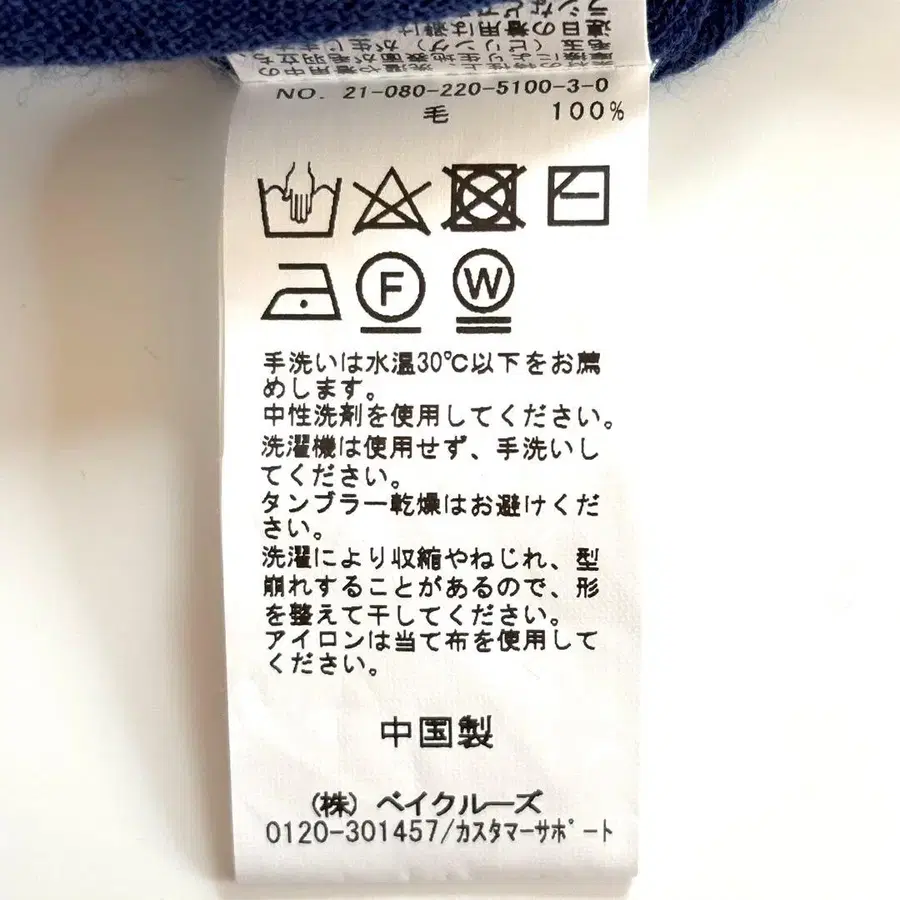 NO. 21-080-220-5100-3-0
毛 100%
F W
手洗いは水温30℃以下をお薦
めします。
中性洗剤を使用してください。
洗濯機は使用せず、手洗いし
てください。
タンブラー乾燥はお避けくだ
さい。
洗濯により収縮やねじれ、型
崩れすることがあるので、形
を整えて干してください。
アイロンは当て布を使用して
ください。
中国製
(株) ベイクルーズ
0120-301457/カスタマーサポート